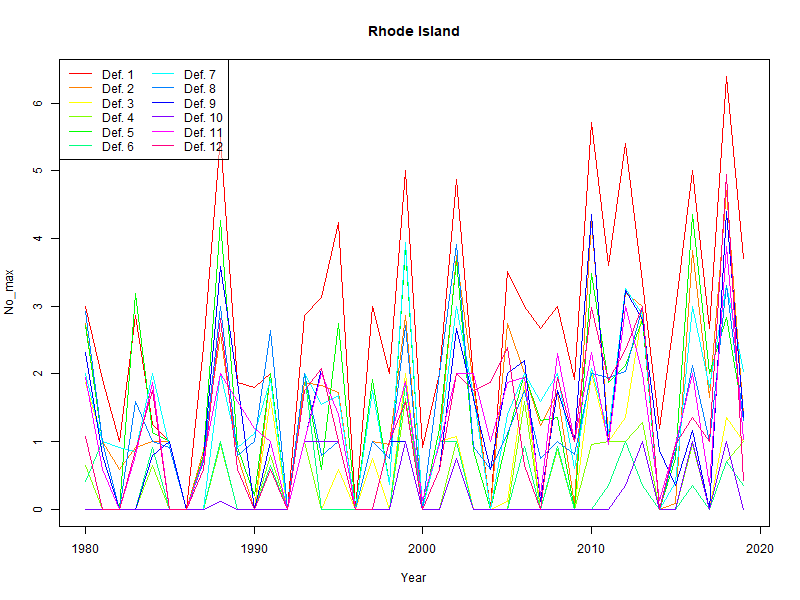 Rhode Island
Def. 1 Def. 7
Def. 2 Def. 8
Def. 3 Def. 9
Def. 4 Def. 10
Def. 5 Def. 11
Def. 6 Def. 12
No_max
6
5
4
3
2
1
0
1980 1990 2000 2010 2020
Year